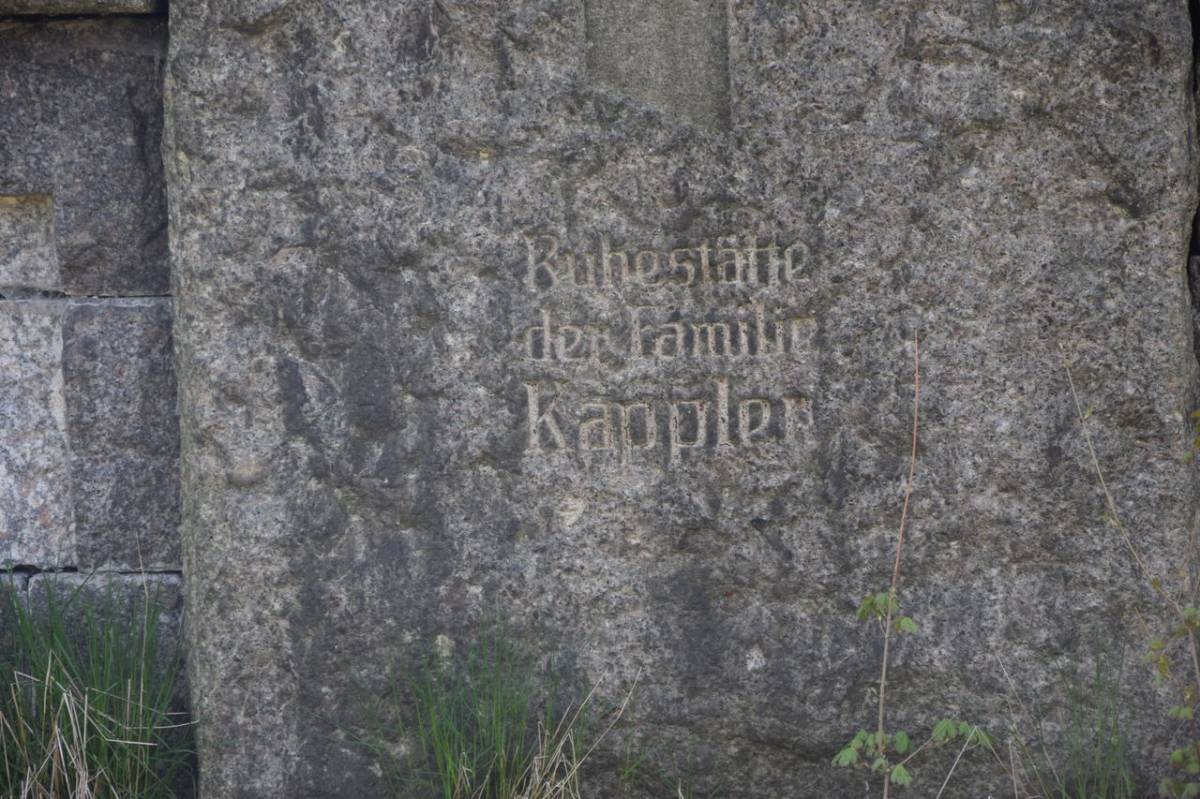 Ruhestätte
der Familie
Kappler